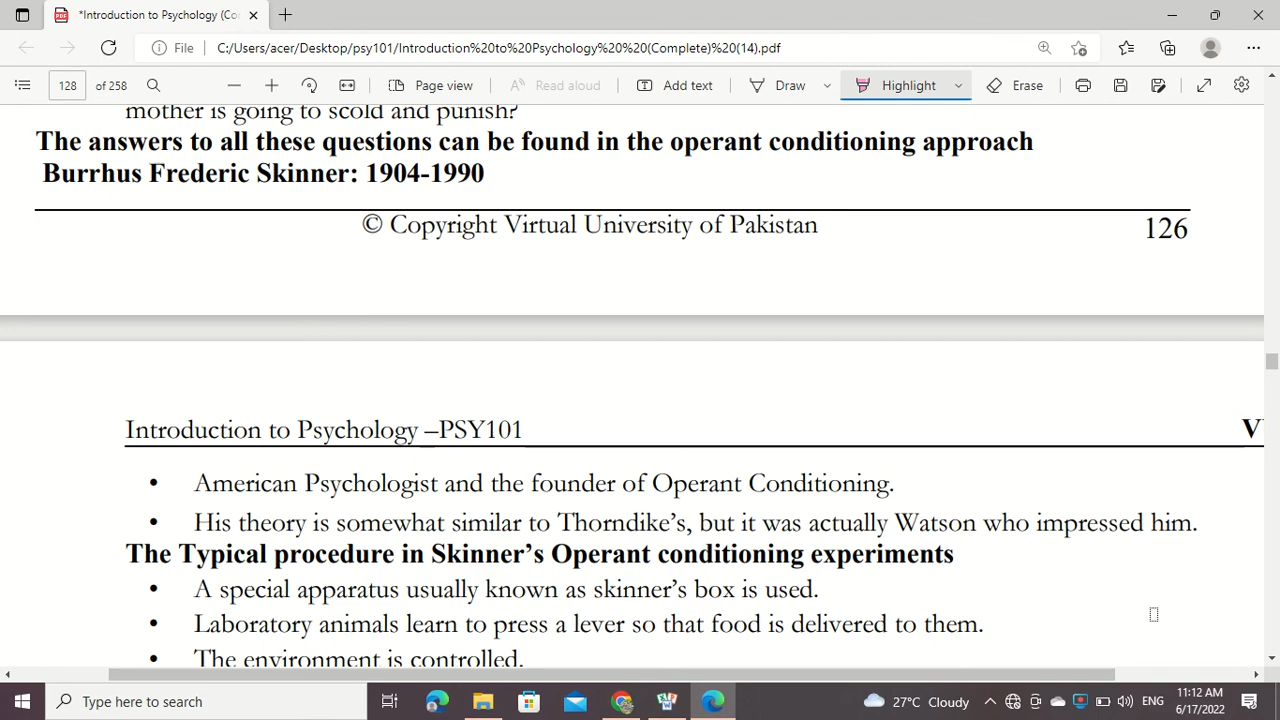 *Introduction to Psychology (Co
File C:/Users/acer/Desktop/psy101/Introduction%20to%20Psychology%20%20(Complete)%20(14).pdf
128 of 258 Page view Read aloud Add text Draw Highlight Erase
mother is going to scold and punish?
The answers to all these questions can be found in the operant conditioning approach
Burrhus Frederic Skinner: 1904-1990
© Copyright Virtual University of Pakistan 126
Introduction to Psychology –PSY101 V
• American Psychologist and the founder of Operant Conditioning.
• His theory is somewhat similar to Thorndike's, but it was actually Watson who impressed him.
The Typical procedure in Skinner's Operant conditioning experiments
• A special apparatus usually known as skinner's box is used.
• Laboratory animals learn to press a lever so that food is delivered to them.
• The environment is controlled.
Type here to search 27°C Cloudy ENG 11:12 AM
6/17/2022